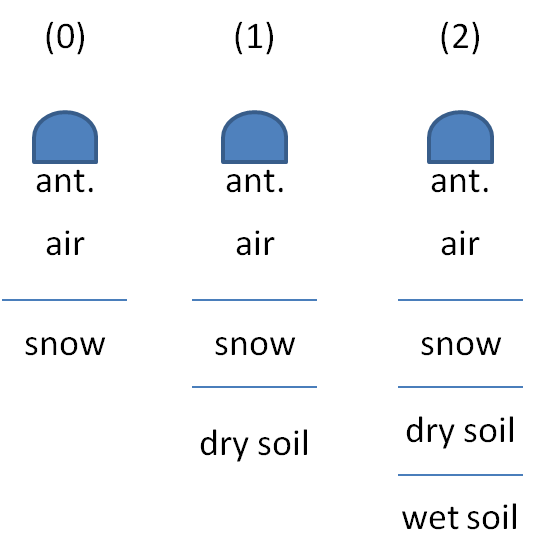 (0) (1) (2)
ant. ant. ant.
air air air
snow snow snow
dry soil dry soil
wet soil